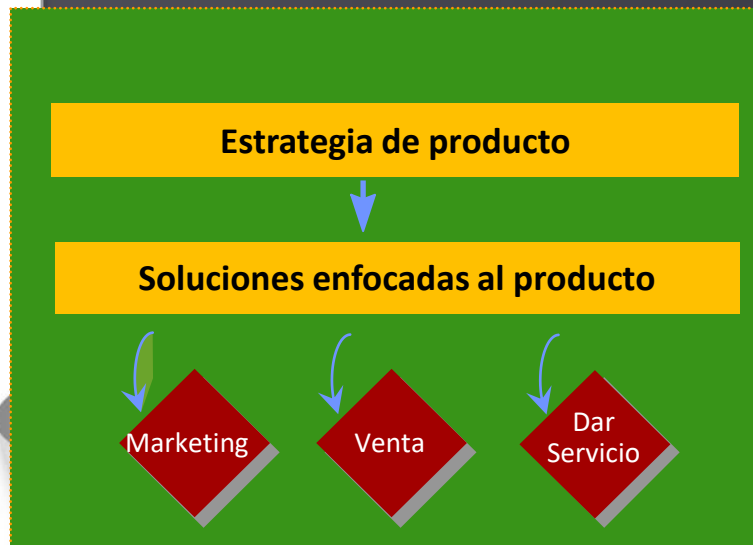 Estrategia de producto
Soluciones enfocadas al producto
Marketing
Venta
Dar
Servicio